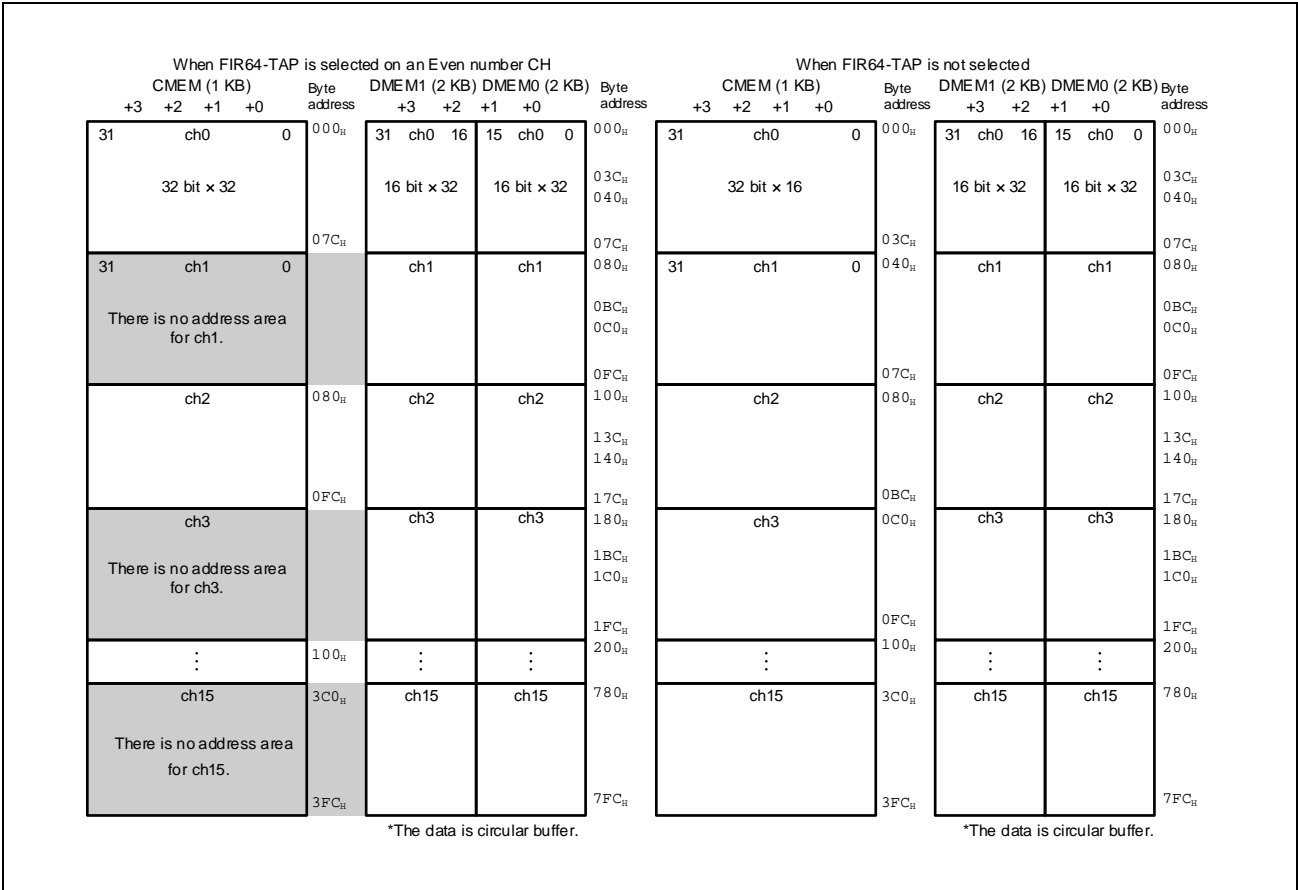 When FIR64-TAP is selected on an Even number CH
CMEM (1 KB)
+3 +2 +1 +0
Byte
address
DMEM1 (2 KB) DMEM0 (2 KB)
+3 +2 +1 +0
Byte
address
31 ch0 0
32 bit × 32
000H
07CH
31 ch0 16
16 bit × 32
15 ch0 0
16 bit × 32
000H
03CH
040H
07CH
31 ch1 0
There is no address area
for ch1.
ch1
ch1
080H
0BCH
0C0H
0FCH
ch2
080H
0FCH
ch2
ch2
100H
13CH
140H
17CH
ch3
There is no address area
for ch3.
ch3
ch3
180H
1BCH
1C0H
1FCH
⋮
100H
⋮
⋮
200H
ch15
There is no address area
for ch15.
3C0H
3FCH
ch15
ch15
780H
7FCH
*The data is circular buffer.
When FIR64-TAP is not selected
CMEM (1 KB)
+3 +2 +1 +0
Byte
address
DMEM1 (2 KB) DMEM0 (2 KB)
+3 +2 +1 +0
Byte
address
31 ch0 0
32 bit × 16
000H
03CH
31 ch0 16
16 bit × 32
15 ch0 0
16 bit × 32
000H
03CH
040H
07CH
31 ch1 0
040H
07CH
ch1
ch1
080H
0BCH
0C0H
0FCH
ch2
080H
0BCH
ch2
ch2
100H
13CH
140H
17CH
ch3
0C0H
0FCH
ch3
ch3
180H
1BCH
1C0H
1FCH
⋮
100H
⋮
⋮
200H
ch15
3C0H
3FCH
ch15
ch15
780H
7FCH
*The data is circular buffer.